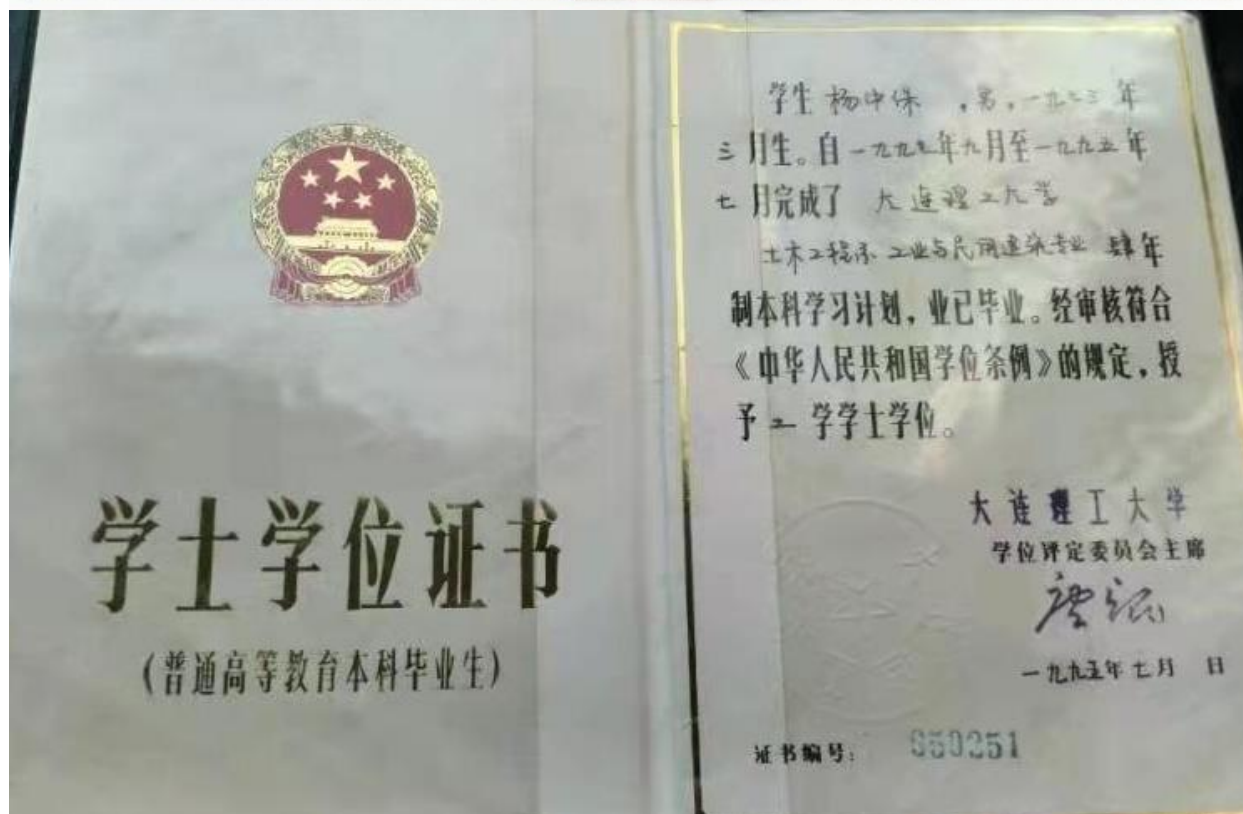 学士学位证书
(普通高等教育本科毕业生)
学生 杨中保 ,男,一九七三年
三月生。自一九九一年九月至一九九五年
七月完成了 大连理工大学
土木工程系 工业与民用建筑专业 肆年
制本科学习计划,业已毕业。经审核符合
《中华人民共和国学位条例》的规定,授
予 工 学学士学位。
大连理工大学
学位评定委员会主席
一九九五年七月 日
证书编号: 950251